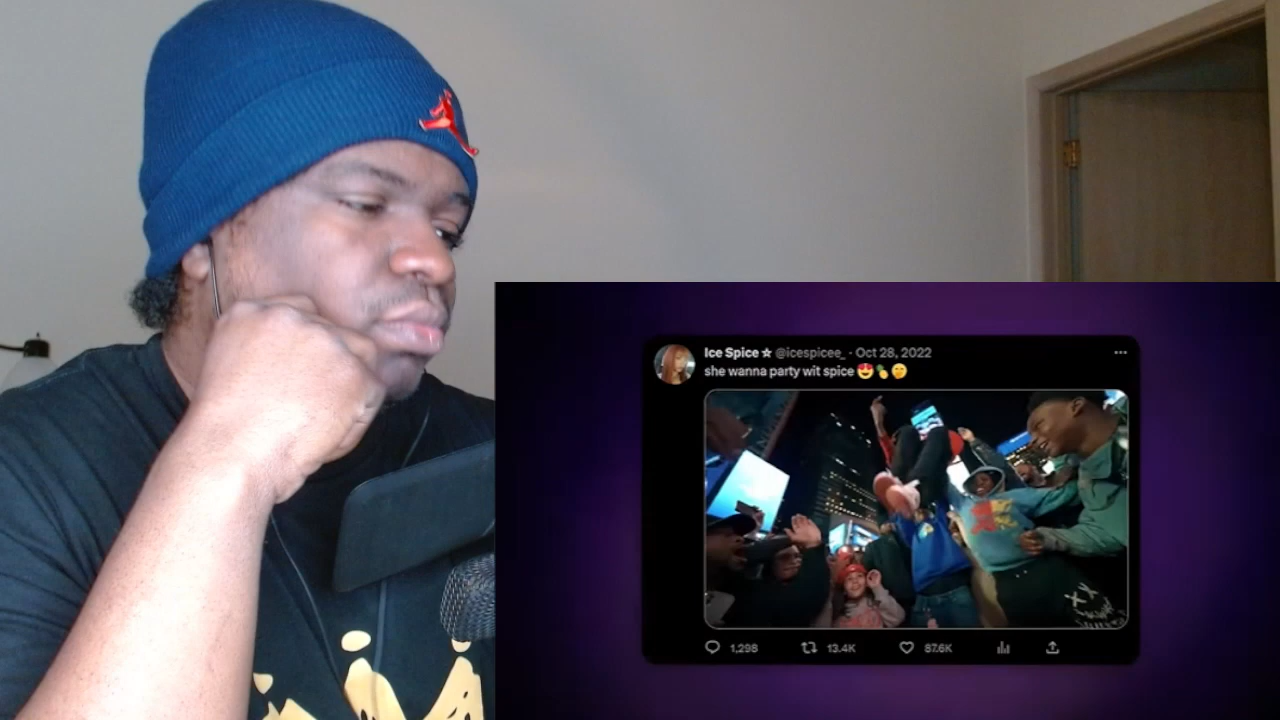 Ice Spice ☆ @icespicee_ · Oct 28, 2022
she wanna party wit spice 😍🍾🤭
1,298 13.4K 87.6K